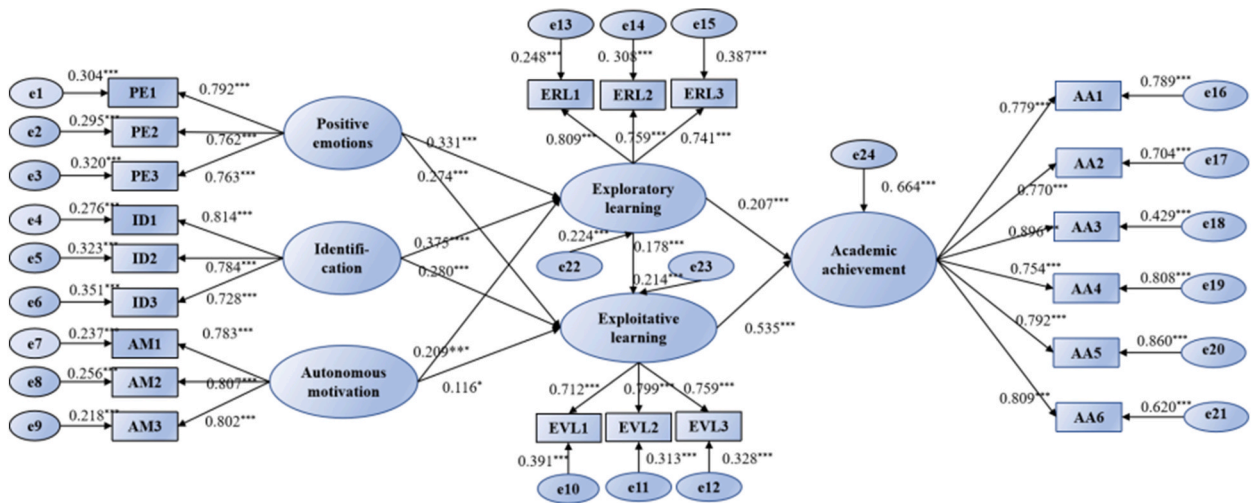 e13
e14
e15
0.248***
0. 308***
0.387***
ERL1
ERL2
ERL3
0.809***
0.759***
0.741***
e1
0.304***
PE1
0.792***
e2
0.295***
PE2
0.762***
e3
0.320***
PE3
0.763***
Positive
emotions
0.331***
0.274***
e4
0.276***
ID1
0.814***
e5
0.323***
ID2
0.784***
e6
0.351***
ID3
0.728***
Identifi-
cation
0.375****
0.280***
e7
0.237***
AM1
0.783***
e8
0.256***
AM2
0.807***
e9
0.218***
AM3
0.802***
Autonomous
motivation
0.209***
0.116*
Exploratory
learning
0.224***
e22
0.178***
0.214***
e23
Exploitative
learning
0.712***
0.799***
0.759***
EVL1
EVL2
EVL3
0.391***
0.313***
0.328***
e10
e11
e12
0.207***
0.535***
e24
0. 664***
Academic
achievement
0.779***
AA1
0.789***
e16
0.770***
AA2
0.704***
e17
0.896***
AA3
0.429***
e18
0.754***
AA4
0.808***
e19
0.792***
AA5
0.860***
e20
0.809***
AA6
0.620***
e21